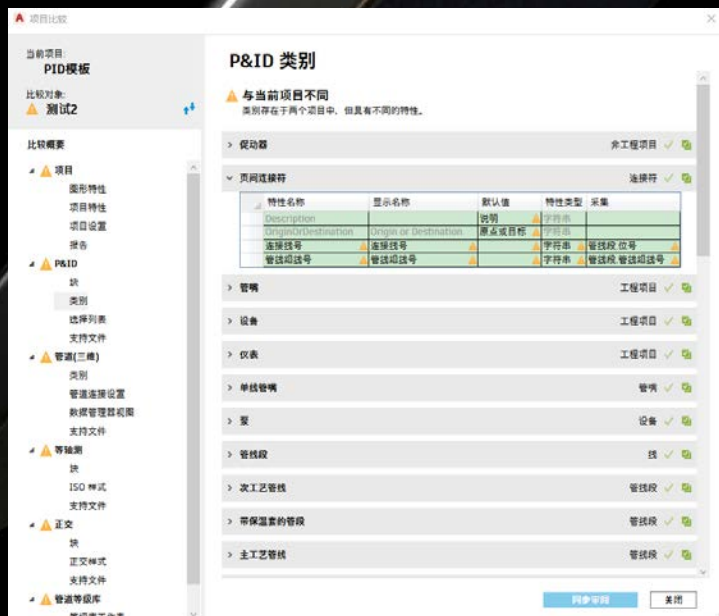 项目比较
当前项目:
PID模板
比较对象:
测试2
比较概要
项目
图形特性
项目特性
项目设置
报告
P&ID
块
类别
选择列表
支持文件
管道(三维)
类别
管道连接设置
数据管理器视图
支持文件
等轴测
块
ISO 样式
支持文件
正交
块
正交样式
支持文件
管道等级库
P&ID 类别
与当前项目不同
类别存在于两个项目中，但具有不同的特性。
促动器 非工程项目
页间连接符 连接符
特性名称 显示名称 默认值 特性类型 采集
Description 说明 字符串
OriginOrDestination Origin or Destination 原点或目标 字符串
连接线号 连接线号 字符串 管线段.位号
管线组线号 管线组线号 字符串 管线段.管线组线号
管嘴 工程项目
设备 工程项目
仪表 工程项目
单线管嘴 管嘴
泵 设备
管线段 线
次工艺管线 管线段
带保温套的管段 管线段
主工艺管线 管线段
同步审阅 关闭